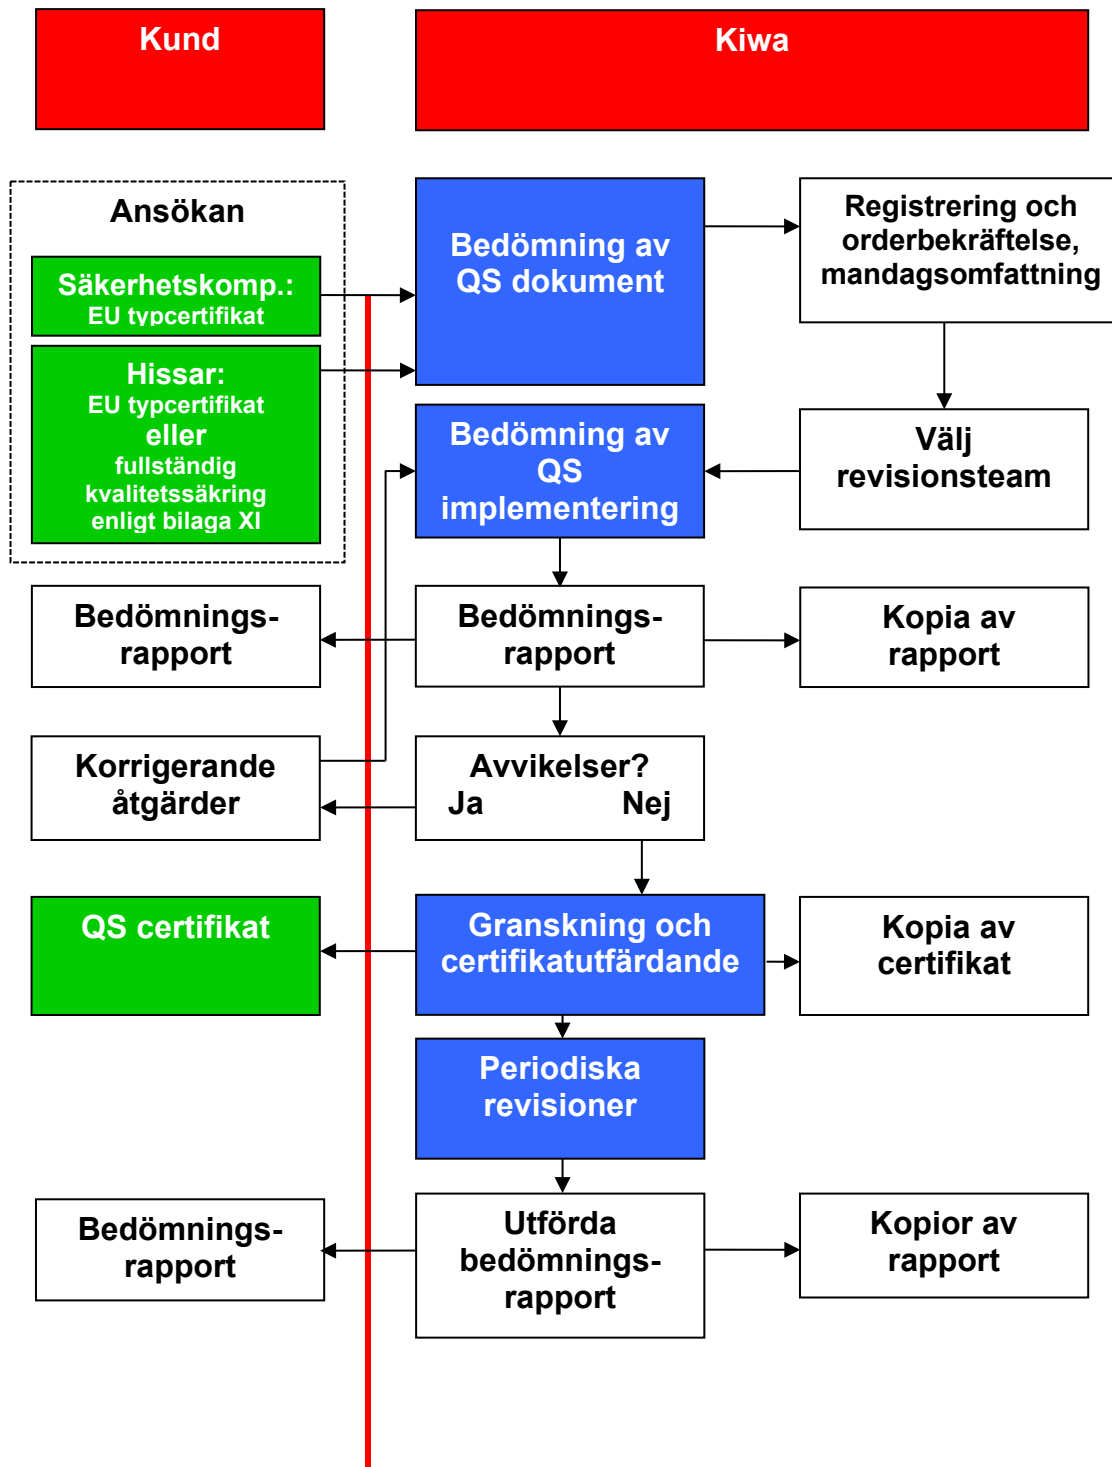 Kund
Kiwa
Ansökan
Säkerhetskomp.:
EU typcertifikat
Hissar:
EU typcertifikat
eller
fullständig
kvalitetssäkring
enligt bilaga XI
Bedömning av
QS dokument
Registrering och
orderbekräftelse,
mandagsomfattning
Bedömning av
QS
implementering
Välj
revisionsteam
Bedömnings-
rapport
Bedömnings-
rapport
Kopia av
rapport
Korrigerande
åtgärder
Avvikelser?
Ja Nej
QS certifikat
Granskning och
certifikatutfärdande
Kopia av
certifikat
Periodiska
revisioner
Bedömnings-
rapport
Utförda
bedömnings-
rapport
Kopior av
rapport